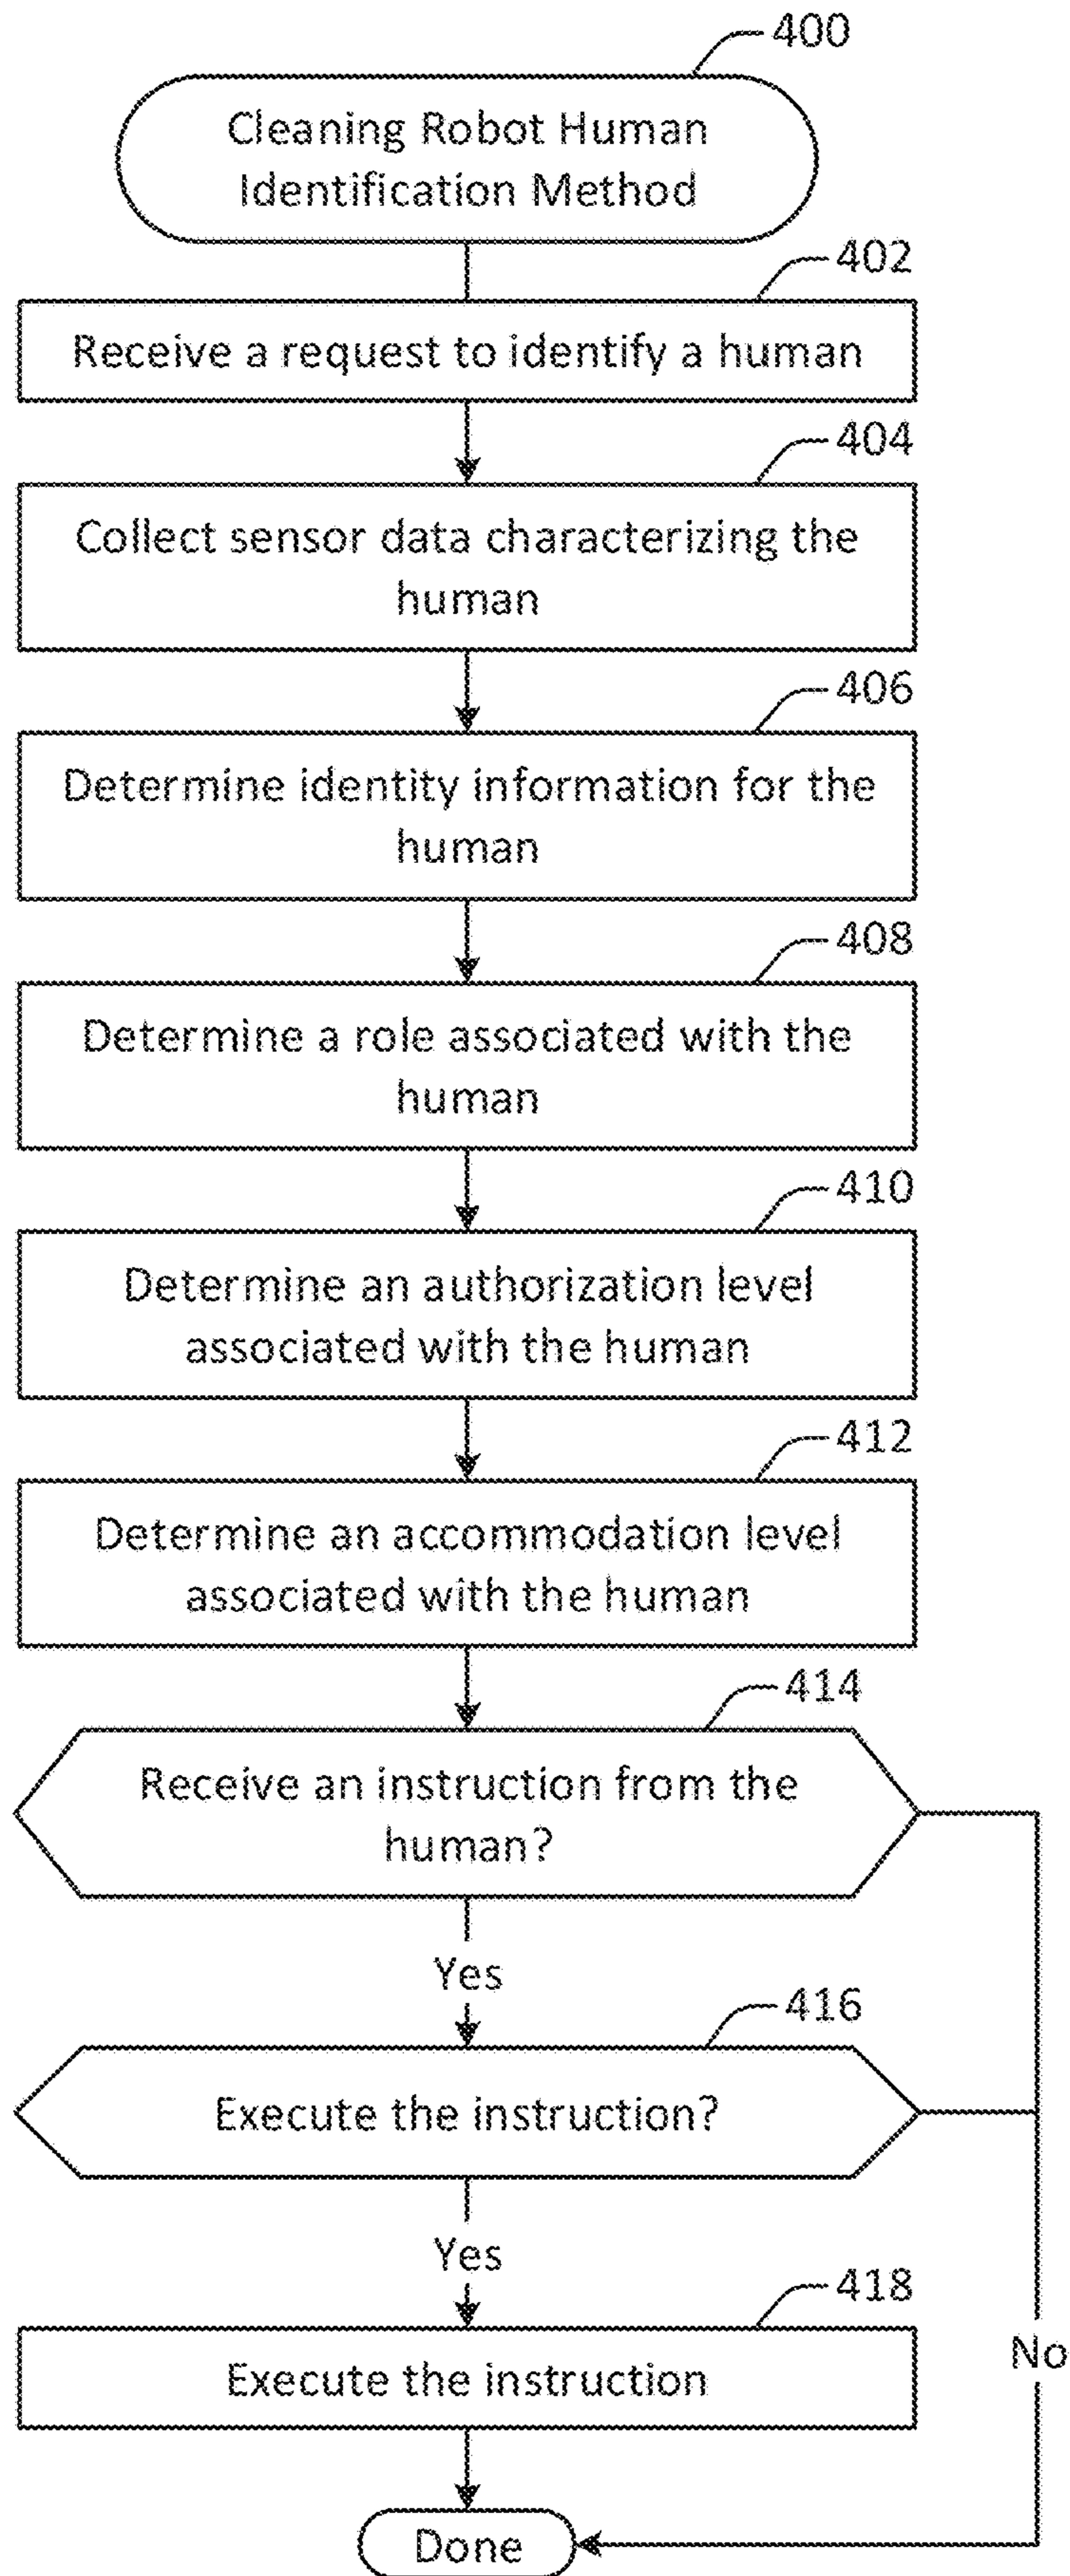 400
Cleaning Robot Human
Identification Method
402
Receive a request to identify a human
404
Collect sensor data characterizing the
human
406
Determine identity information for the
human
408
Determine a role associated with the
human
410
Determine an authorization level
associated with the human
412
Determine an accommodation level
associated with the human
414
Receive an instruction from the
human?
Yes
416
Execute the instruction?
Yes
418
Execute the instruction
No
Done